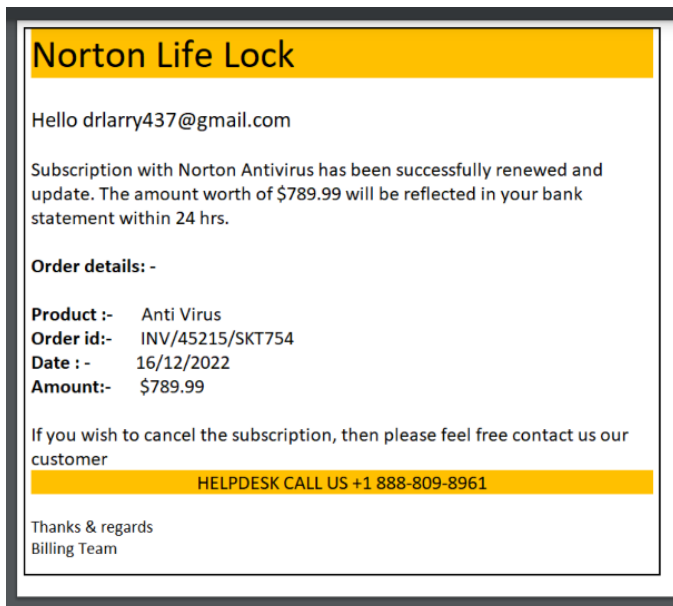 Norton Life Lock
Hello drlarry437@gmail.com
Subscription with Norton Antivirus has been successfully renewed and
update. The amount worth of $789.99 will be reflected in your bank
statement within 24 hrs.
Order details: -
Product :- Anti Virus
Order id:- INV/45215/SKT754
Date : - 16/12/2022
Amount:- $789.99
If you wish to cancel the subscription, then please feel free contact us our
customer
HELPDESK CALL US +1 888-809-8961
Thanks & regards
Billing Team